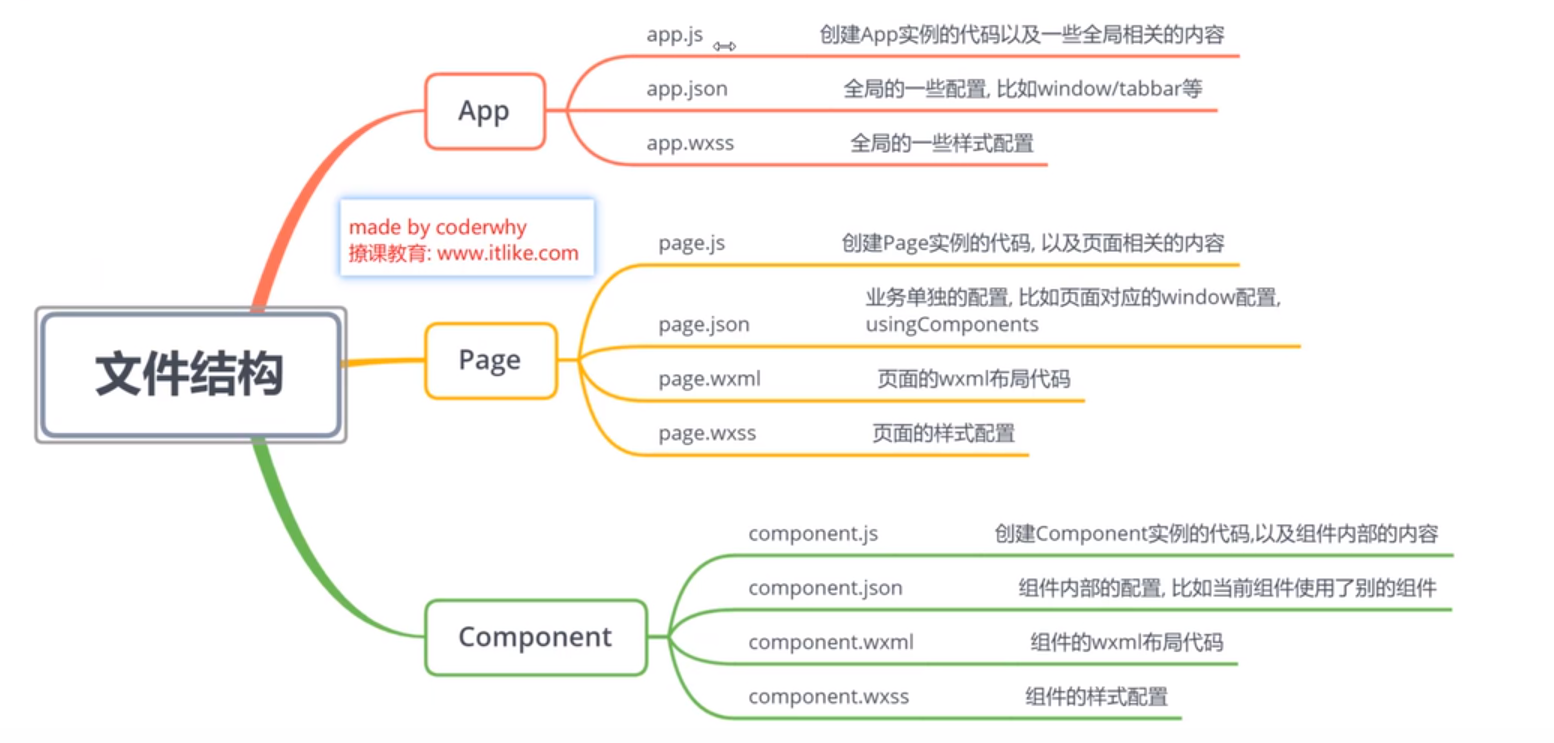 文件结构
App
app.js 创建App实例的代码以及一些全局相关的内容
app.json 全局的一些配置, 比如window/tabbar等
app.wxss 全局的一些样式配置
made by coderwhy
撩课教育: www.itlike.com
Page
page.js 创建Page实例的代码, 以及页面相关的内容
page.json 业务单独的配置, 比如页面对应的window配置,
usingComponents
page.wxml 页面的wxml布局代码
page.wxss 页面的样式配置
Component
component.js 创建Component实例的代码,以及组件内部的内容
component.json 组件内部的配置, 比如当前组件使用了别的组件
component.wxml 组件的wxml布局代码
component.wxss 组件的样式配置